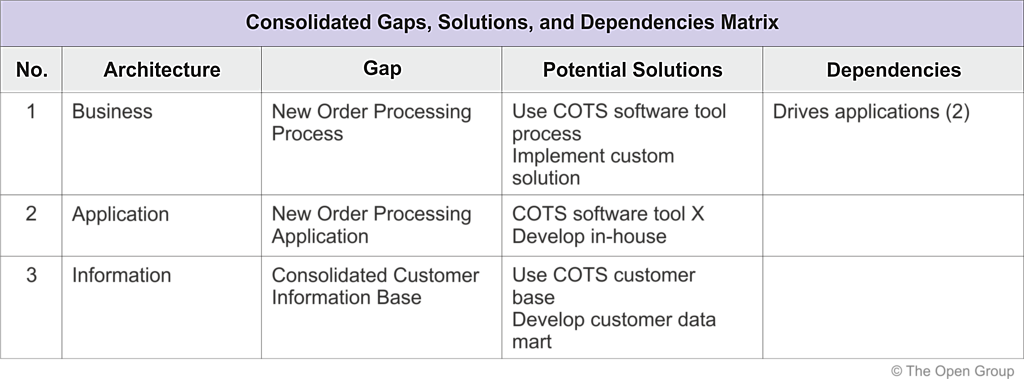 Consolidated Gaps, Solutions, and Dependencies Matrix
No. Architecture Gap Potential Solutions Dependencies
1 Business New Order Processing Use COTS software tool Drives applications (2)
Process process
Implement custom
solution
2 Application New Order Processing COTS software tool X
Application Develop in-house
3 Information Consolidated Customer Use COTS customer
Information Base base
Develop customer data
mart
© The Open Group